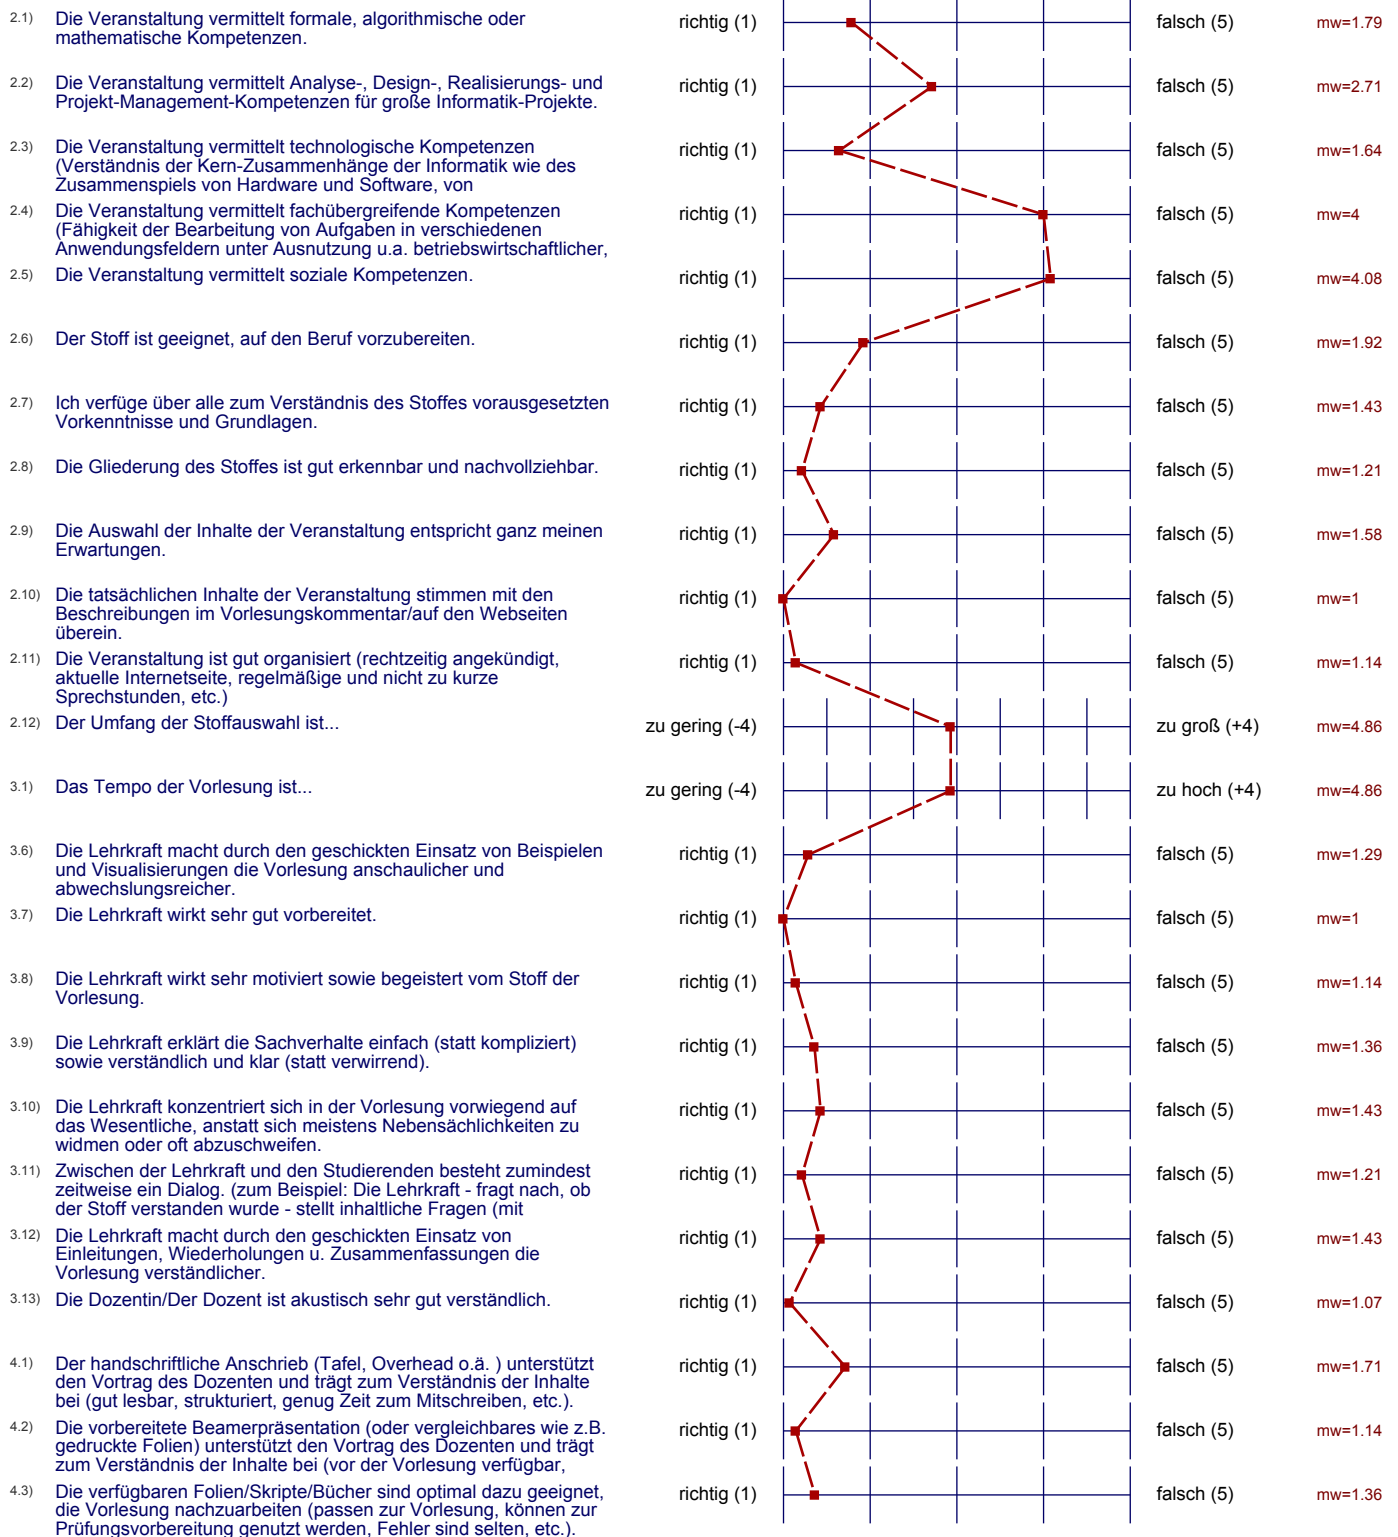 2.1) Die Veranstaltung vermittelt formale, algorithmische oder richtig (1) falsch (5) mw=1.79
mathematische Kompetenzen.
2.2) Die Veranstaltung vermittelt Analyse-, Design-, Realisierungs- und richtig (1) falsch (5) mw=2.71
Projekt-Management-Kompetenzen für große Informatik-Projekte.
2.3) Die Veranstaltung vermittelt technologische Kompetenzen richtig (1) falsch (5) mw=1.64
(Verständnis der Kern-Zusammenhänge der Informatik wie des
Zusammenspiels von Hardware und Software, von
2.4) Die Veranstaltung vermittelt fachübergreifende Kompetenzen richtig (1) falsch (5) mw=4
(Fähigkeit der Bearbeitung von Aufgaben in verschiedenen
Anwendungsfeldern unter Ausnutzung u.a. betriebswirtschaftlicher,
2.5) Die Veranstaltung vermittelt soziale Kompetenzen. richtig (1) falsch (5) mw=4.08
2.6) Der Stoff ist geeignet, auf den Beruf vorzubereiten. richtig (1) falsch (5) mw=1.92
2.7) Ich verfüge über alle zum Verständnis des Stoffes vorausgesetzten richtig (1) falsch (5) mw=1.43
Vorkenntnisse und Grundlagen.
2.8) Die Gliederung des Stoffes ist gut erkennbar und nachvollziehbar. richtig (1) falsch (5) mw=1.21
2.9) Die Auswahl der Inhalte der Veranstaltung entspricht ganz meinen richtig (1) falsch (5) mw=1.58
Erwartungen.
2.10) Die tatsächlichen Inhalte der Veranstaltung stimmen mit den richtig (1) falsch (5) mw=1
Beschreibungen im Vorlesungskommentar/auf den Webseiten
überein.
2.11) Die Veranstaltung ist gut organisiert (rechtzeitig angekündigt, richtig (1) falsch (5) mw=1.14
aktuelle Internetseite, regelmäßige und nicht zu kurze
Sprechstunden, etc.)
2.12) Der Umfang der Stoffauswahl ist... zu gering (-4) zu groß (+4) mw=4.86
3.1) Das Tempo der Vorlesung ist... zu gering (-4) zu hoch (+4) mw=4.86
3.6) Die Lehrkraft macht durch den geschickten Einsatz von Beispielen richtig (1) falsch (5) mw=1.29
und Visualisierungen die Vorlesung anschaulicher und
abwechslungsreicher.
3.7) Die Lehrkraft wirkt sehr gut vorbereitet. richtig (1) falsch (5) mw=1
3.8) Die Lehrkraft wirkt sehr motiviert sowie begeistert vom Stoff der richtig (1) falsch (5) mw=1.14
Vorlesung.
3.9) Die Lehrkraft erklärt die Sachverhalte einfach (statt kompliziert) richtig (1) falsch (5) mw=1.36
sowie verständlich und klar (statt verwirrend).
3.10) Die Lehrkraft konzentriert sich in der Vorlesung vorwiegend auf richtig (1) falsch (5) mw=1.43
das Wesentliche, anstatt sich meistens Nebensächlichkeiten zu
widmen oder oft abzuschweifen.
3.11) Zwischen der Lehrkraft und den Studierenden besteht zumindest richtig (1) falsch (5) mw=1.21
zeitweise ein Dialog. (zum Beispiel: Die Lehrkraft - fragt nach, ob
der Stoff verstanden wurde - stellt inhaltliche Fragen (mit
3.12) Die Lehrkraft macht durch den geschickten Einsatz von richtig (1) falsch (5) mw=1.43
Einleitungen, Wiederholungen u. Zusammenfassungen die
Vorlesung verständlicher.
3.13) Die Dozentin/Der Dozent ist akustisch sehr gut verständlich. richtig (1) falsch (5) mw=1.07
4.1) Der handschriftliche Anschrieb (Tafel, Overhead o.ä. ) unterstützt richtig (1) falsch (5) mw=1.71
den Vortrag des Dozenten und trägt zum Verständnis der Inhalte
bei (gut lesbar, strukturiert, genug Zeit zum Mitschreiben, etc.).
4.2) Die vorbereitete Beamerpräsentation (oder vergleichbares wie z.B. richtig (1) falsch (5) mw=1.14
gedruckte Folien) unterstützt den Vortrag des Dozenten und trägt
zum Verständnis der Inhalte bei (vor der Vorlesung verfügbar,
4.3) Die verfügbaren Folien/Skripte/Bücher sind optimal dazu geeignet, richtig (1) falsch (5) mw=1.36
die Vorlesung nachzuarbeiten (passen zur Vorlesung, können zur
Prüfungsvorbereitung genutzt werden, Fehler sind selten, etc.).